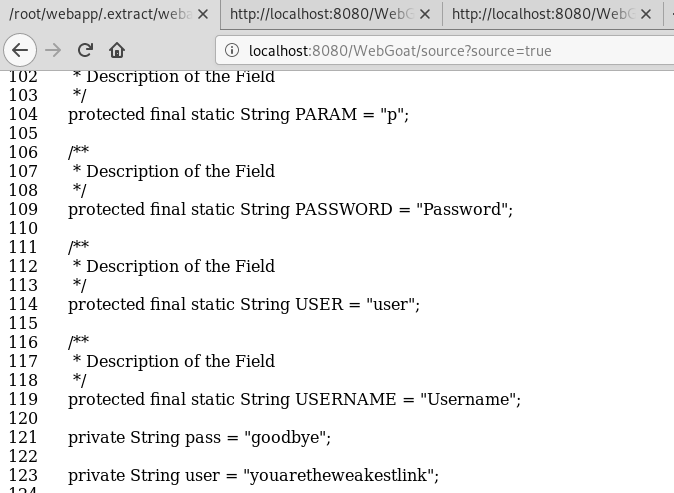 /root/webapp/.extract/weba
http://localhost:8080/WebG
http://localhost:8080/WebG
localhost:8080/WebGoat/source?source=true
102 * Description of the Field
103 */
104 protected final static String PARAM = "p";
105
106 /**
107 * Description of the Field
108 */
109 protected final static String PASSWORD = "Password";
110
111 /**
112 * Description of the Field
113 */
114 protected final static String USER = "user";
115
116 /**
117 * Description of the Field
118 */
119 protected final static String USERNAME = "Username";
120
121 private String pass = "goodbye";
122
123 private String user = "youaretheweakestlink";